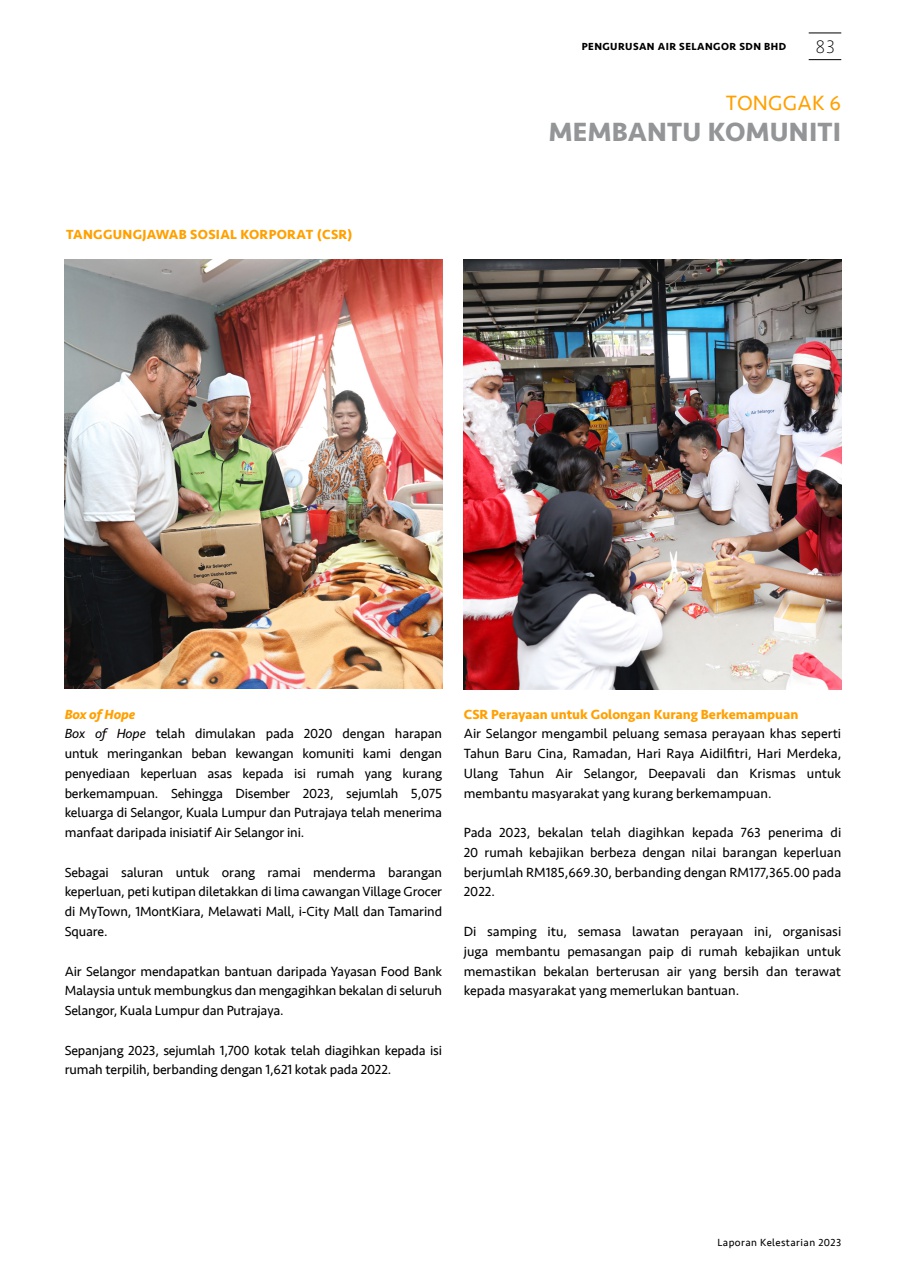 PENGURUSAN AIR SELANGOR SDN BHD 83
TONGGAK 6
MEMBANTU KOMUNITI
TANGGUNGJAWAB SOSIAL KORPORAT (CSR)
Air Selangor
Dengan Usaha Sama
Air Selangor
Box of Hope
Box of Hope telah dimulakan pada 2020 dengan harapan
untuk meringankan beban kewangan komuniti kami dengan
penyediaan keperluan asas kepada isi rumah yang kurang
berkemampuan. Sehingga Disember 2023, sejumlah 5,075
keluarga di Selangor, Kuala Lumpur dan Putrajaya telah menerima
manfaat daripada inisiatif Air Selangor ini.
Sebagai saluran untuk orang ramai menderma barangan
keperluan, peti kutipan diletakkan di lima cawangan Village Grocer
di MyTown, 1MontKiara, Melawati Mall, i-City Mall dan Tamarind
Square.
Air Selangor mendapatkan bantuan daripada Yayasan Food Bank
Malaysia untuk membungkus dan mengagihkan bekalan di seluruh
Selangor, Kuala Lumpur dan Putrajaya.
Sepanjang 2023, sejumlah 1,700 kotak telah diagihkan kepada isi
rumah terpilih, berbanding dengan 1,621 kotak pada 2022.
CSR Perayaan untuk Golongan Kurang Berkemampuan
Air Selangor mengambil peluang semasa perayaan khas seperti
Tahun Baru Cina, Ramadan, Hari Raya Aidilfitri, Hari Merdeka,
Ulang Tahun Air Selangor, Deepavali dan Krismas untuk
membantu masyarakat yang kurang berkemampuan.
Pada 2023, bekalan telah diagihkan kepada 763 penerima di
20 rumah kebajikan berbeza dengan nilai barangan keperluan
berjumlah RM185,669.30, berbanding dengan RM177,365.00 pada
2022.
Di samping itu, semasa lawatan perayaan ini, organisasi
juga membantu pemasangan paip di rumah kebajikan untuk
memastikan bekalan berterusan air yang bersih dan terawat
kepada masyarakat yang memerlukan bantuan.
Laporan Kelestarian 2023